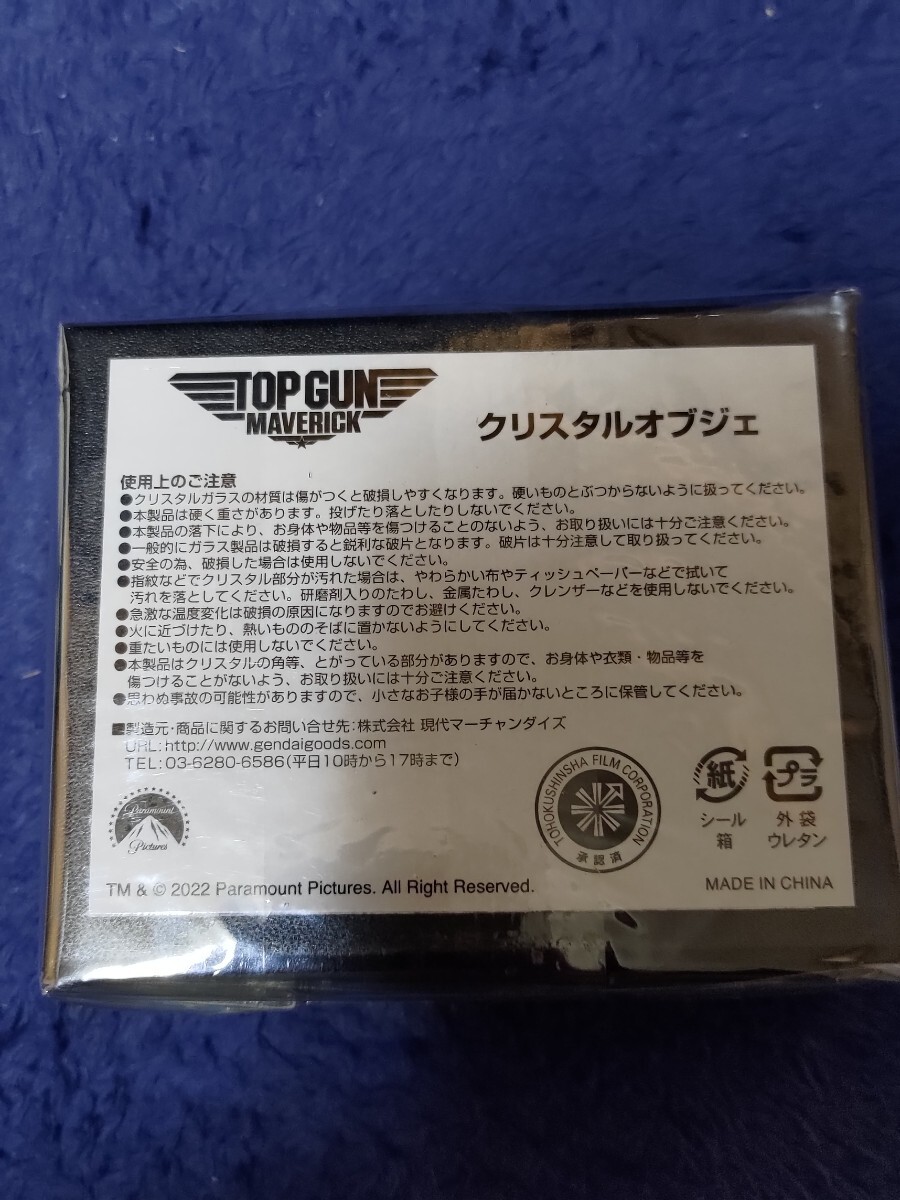 TOP GUN
MAVERICK
クリスタルオブジェ
使用上のご注意
●クリスタルガラスの材質は傷がつくと破損しやすくなります。硬いものとぶつからないように扱ってください。
●本製品は硬く重さがあります。投げたり落としたりしないでください。
●本製品の落下により、お身体や物品等を傷つけることのないよう、お取り扱いには十分ご注意ください。
●一般的にガラス製品は破損すると鋭利な破片となります。破片は十分注意して取り扱ってください。
●安全の為、破損した場合は使用しないでください。
●指紋などでクリスタル部分が汚れた場合は、やわらかい布やティッシュペーパーなどで拭いて
汚れを落としてください。研磨剤入りのたわし、金属たわし、クレンザーなどを使用しないでください。
●急激な温度変化は破損の原因になりますのでお避けください。
●火に近づけたり、熱いもののそばに置かないようにしてください。
●重たいものには使用しないでください。
●本製品はクリスタルの角等、とがっている部分がありますので、お身体や衣類・物品等を
傷つけることがないよう、お取り扱いには十分ご注意ください。
●思わぬ事故の可能性がありますので、小さなお子様の手が届かないところに保管してください。
■製造元・商品に関するお問い合せ先:株式会社 現代マーチャンダイズ
URL:http://www.gendaigoods.com
TEL:03-6280-6586(平日10時から17時まで)
Paramount
Pictures
TOHOKUSHINSHA FILM CORPORATION
承認済
紙
シール
箱
プラ
外袋
ウレタン
TM & © 2022 Paramount Pictures. All Right Reserved.
MADE IN CHINA